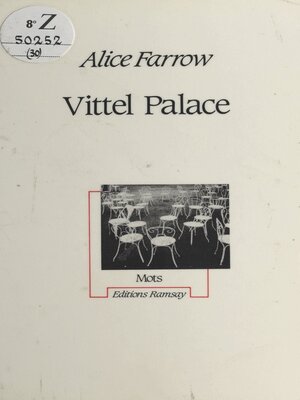 8° Z
50252
(30)
Alice Farrow
Vittel Palace
Mots
Editions Ramsay